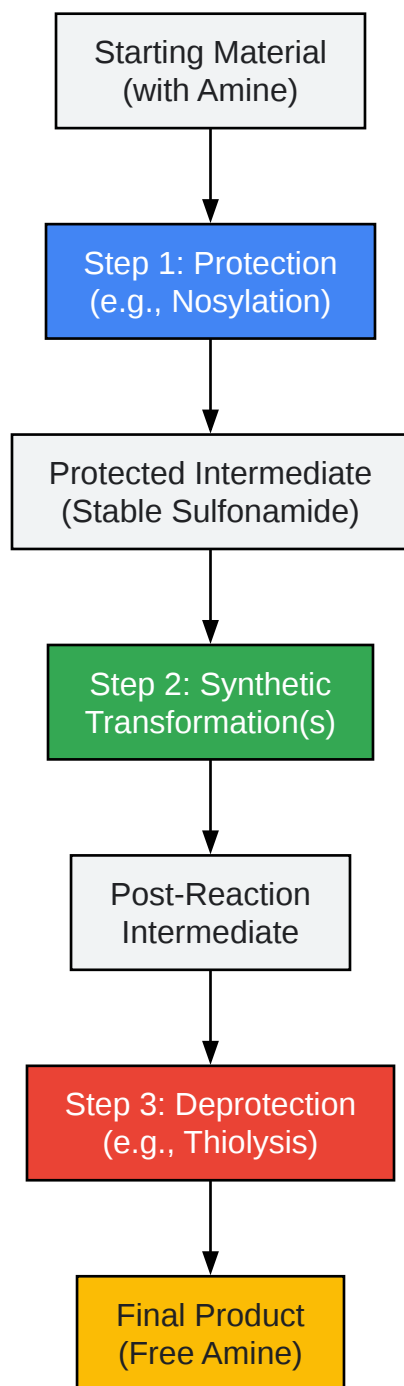 Starting Material
(with Amine)
Step 1: Protection
(e.g., Nosylation)
Protected Intermediate
(Stable Sulfonamide)
Step 2: Synthetic
Transformation(s)
Post-Reaction
Intermediate
Step 3: Deprotection
(e.g., Thiolysis)
Final Product
(Free Amine)